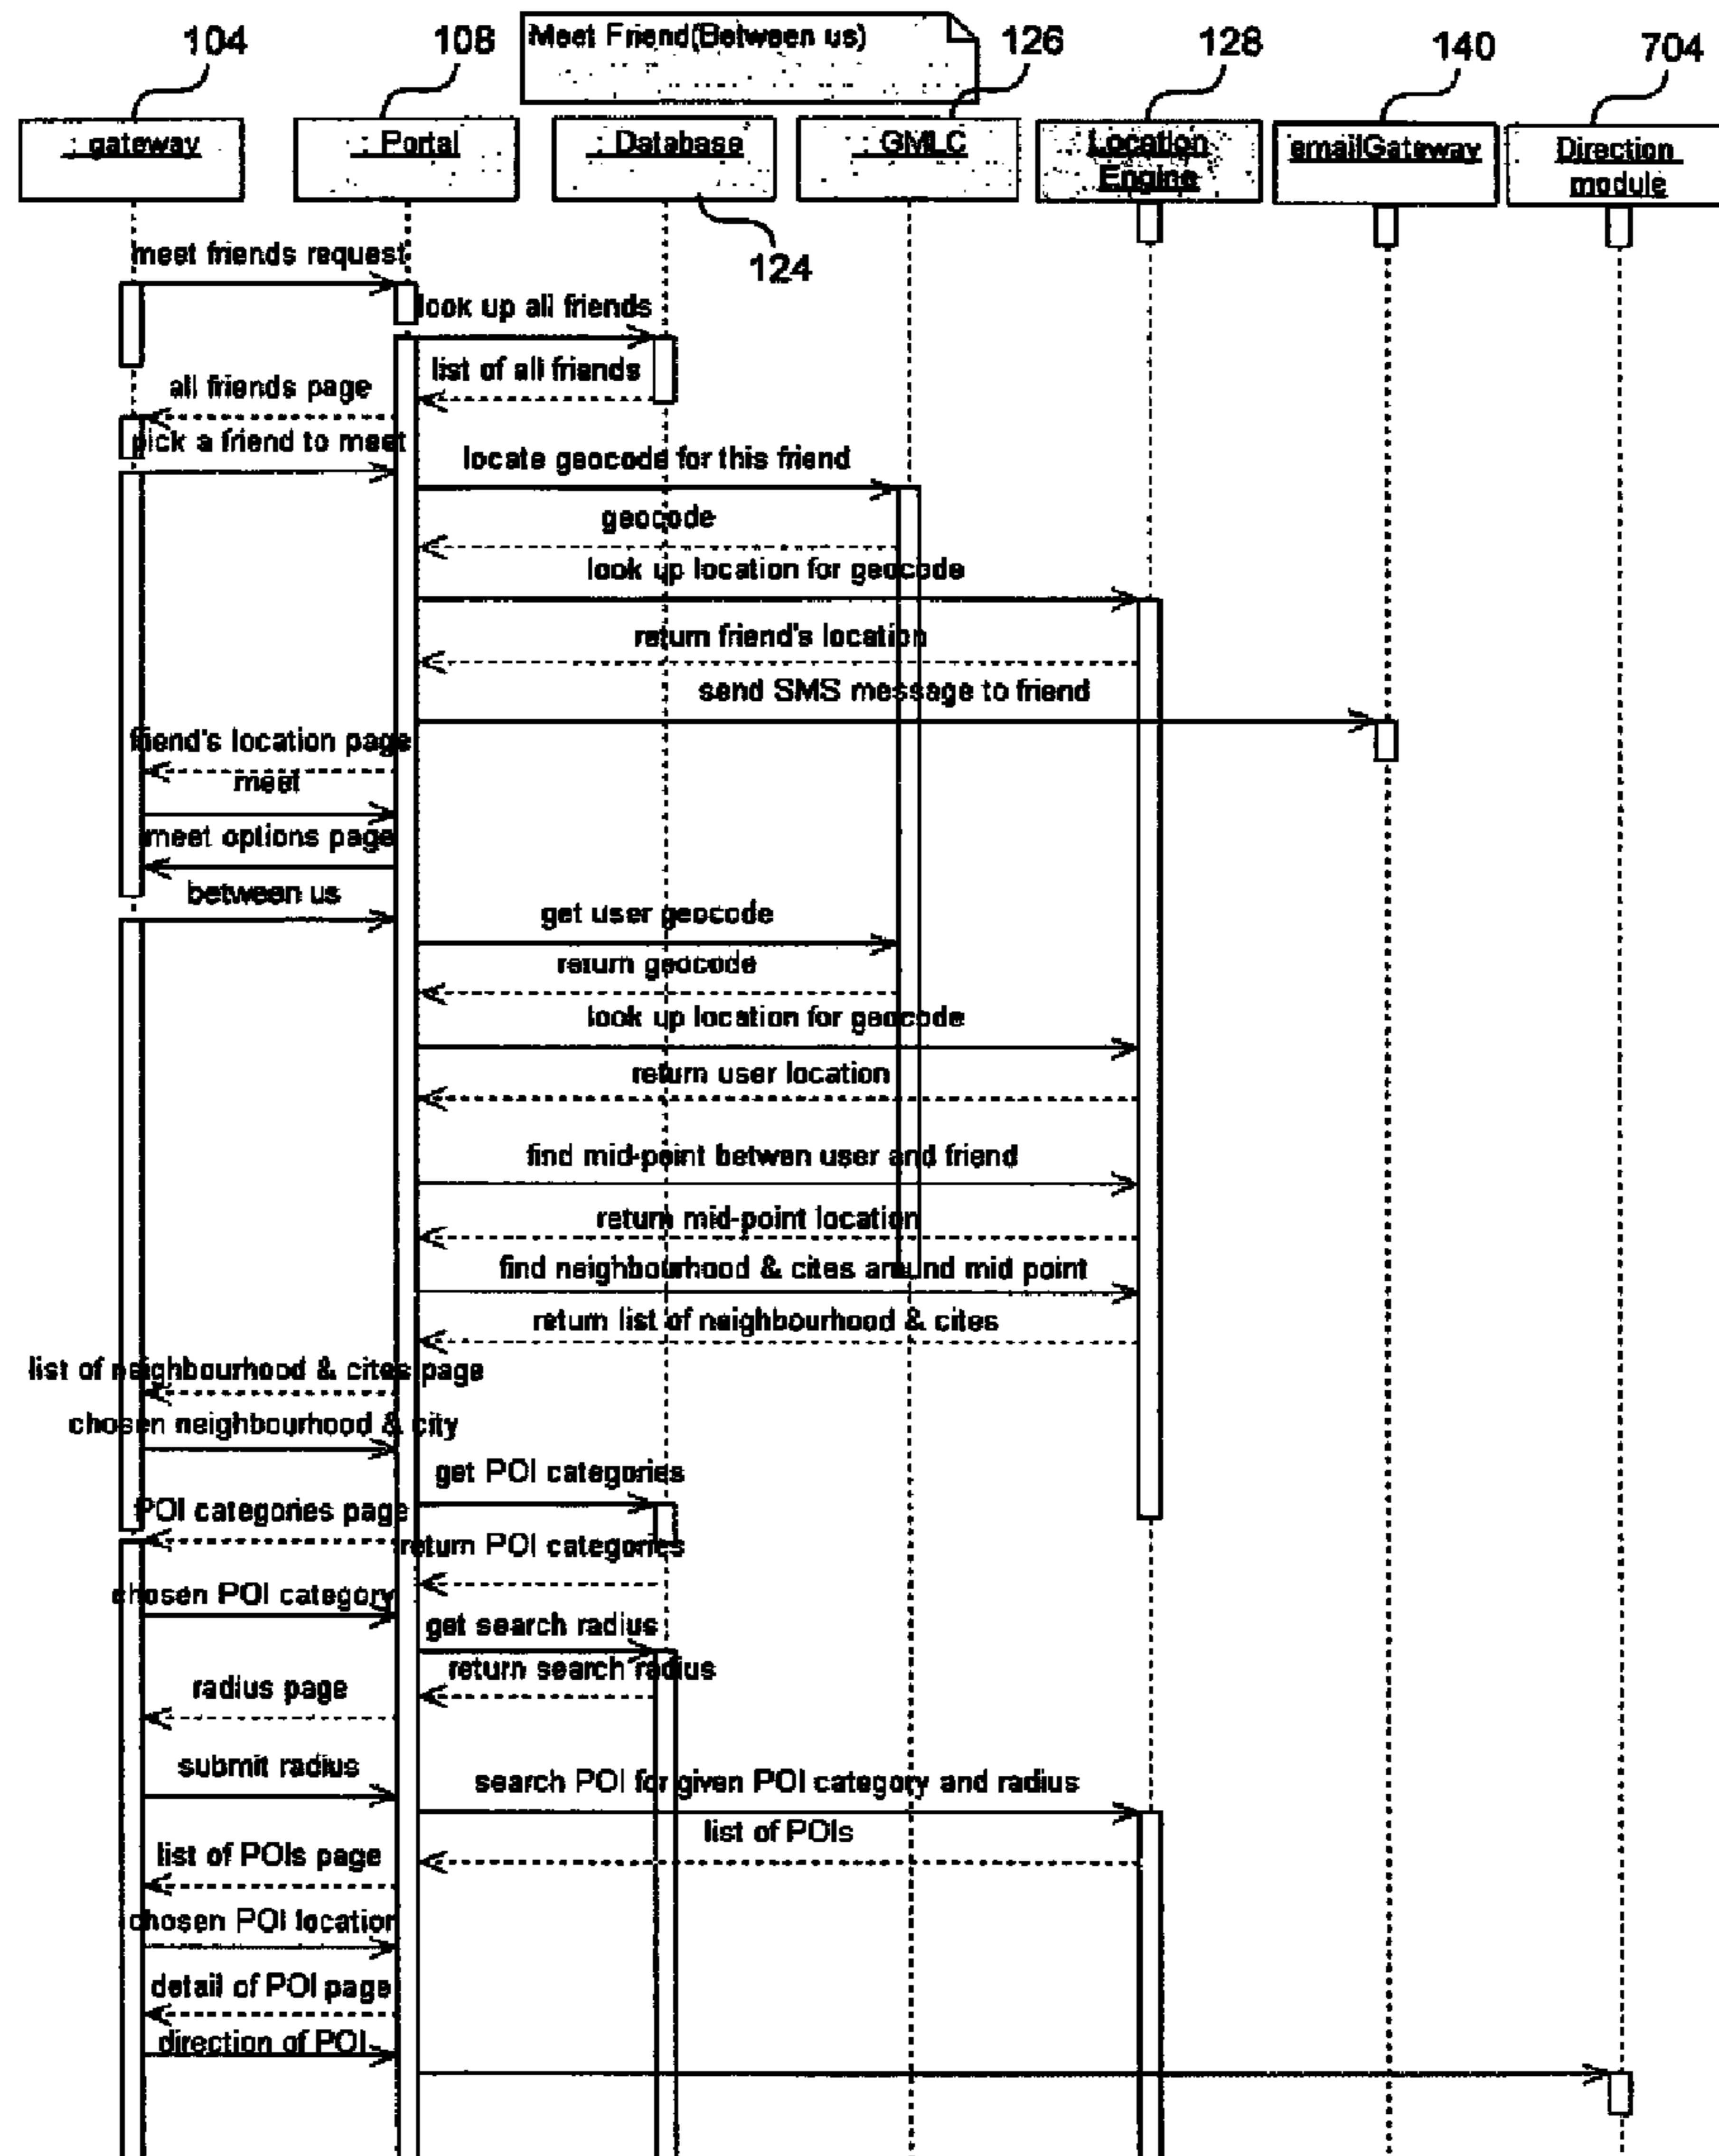 104
108
Meet Friend(Between us)
126
128
140
704
: gateway
: Portal
: Database
: GMLC
Location
Engine
emailGateway
Direction
module
124
meet friends request
look up all friends
list of all friends
all friends page
pick a friend to meet
locate geocode for this friend
geocode
look up location for geocode
return friend's location
send SMS message to friend
friend's location page
meet
meet options page
between us
get user geocode
return geocode
look up location for geocode
return user location
find mid-point betwen user and friend
return mid-point location
find neighbourhood & cites around mid point
return list of neighbourhood & cites
list of neighbourhood & cites page
chosen neighbourhood & city
get POI categories
POI categories page
return POI categories
chosen POI category
get search radius
return search radius
radius page
submit radius
search POI for given POI category and radius
list of POIs
list of POIs page
chosen POI location
detail of POI page
direction of POI